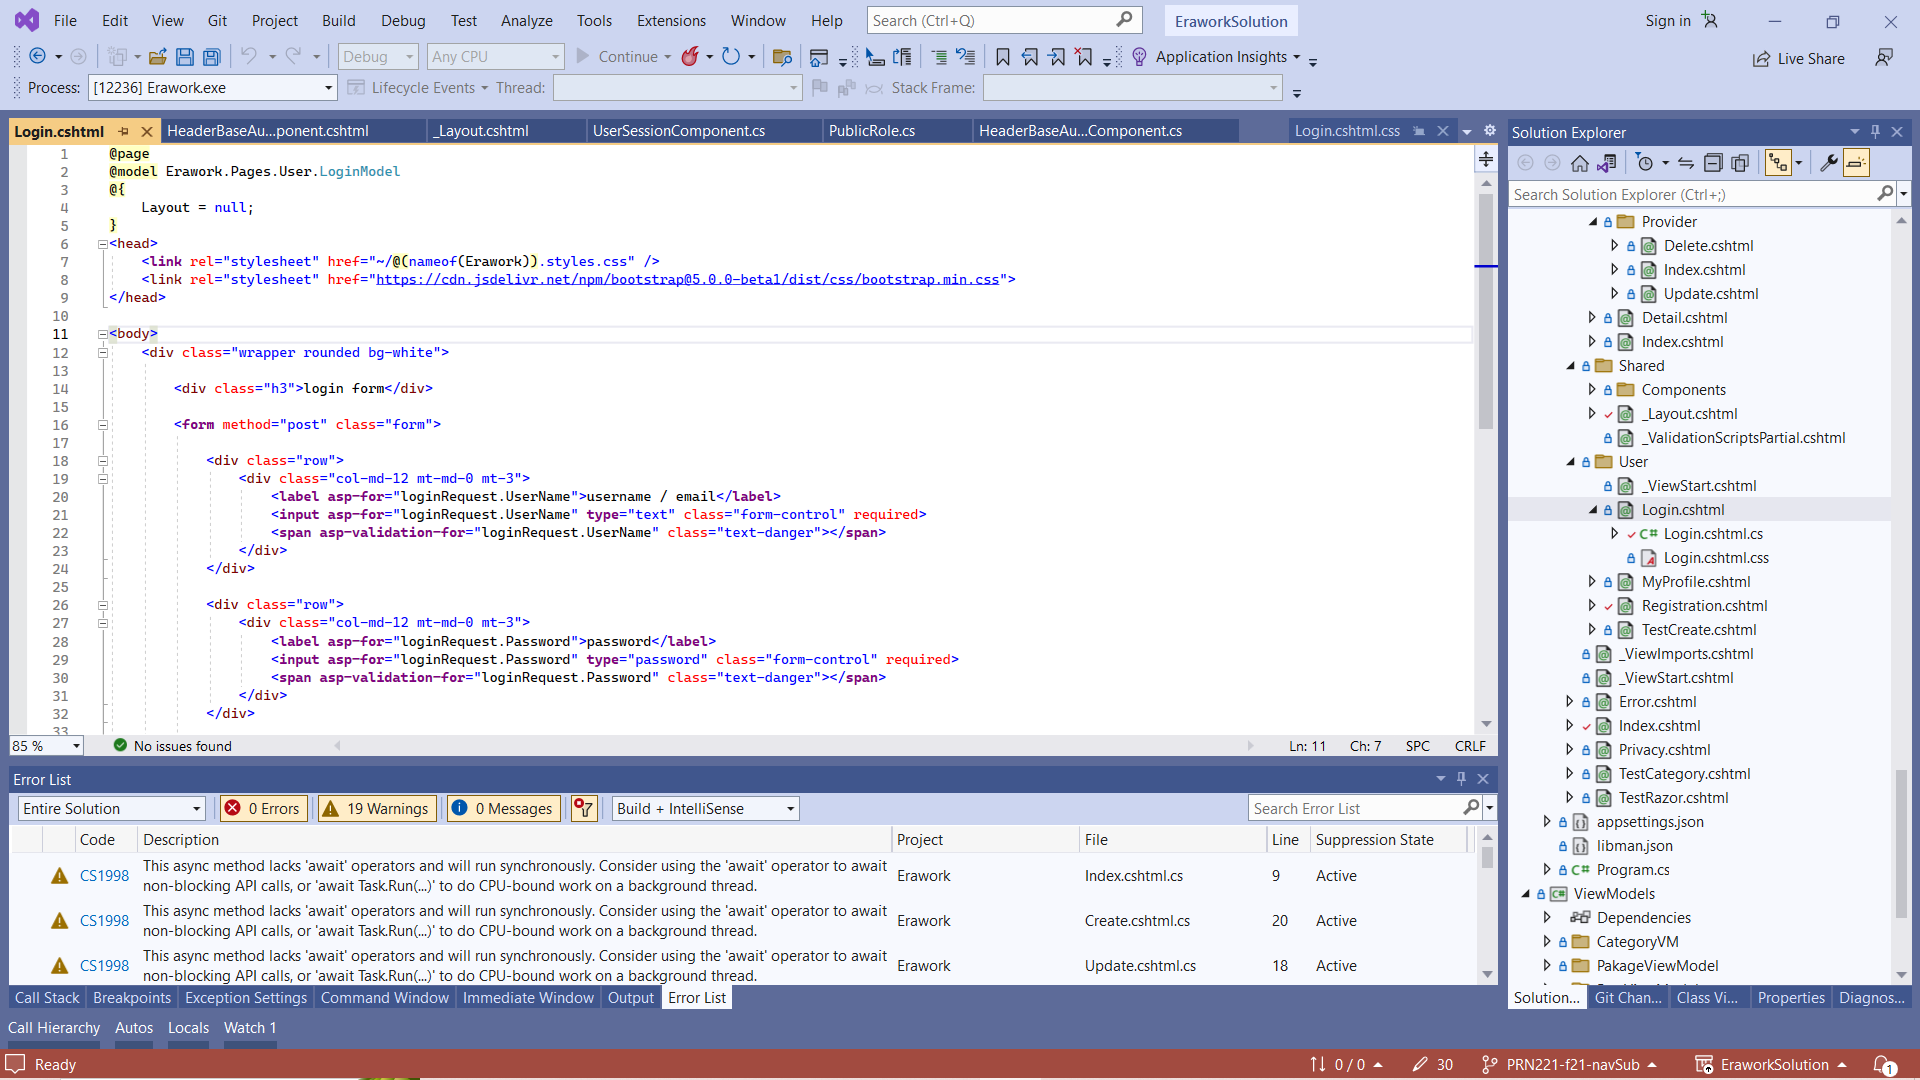 File Edit View Git Project Build Debug Test Analyze Tools Extensions Window Help Search (Ctrl+Q) EraworkSolution Sign in
Debug Any CPU Continue Application Insights Live Share
Process: [12236] Erawork.exe Lifecycle Events Thread: Stack Frame:
Login.cshtml HeaderBaseAu...ponent.cshtml _Layout.cshtml UserSessionComponent.cs PublicRole.cs HeaderBaseAu...Component.cs Login.cshtml.css
1 @page
2 @model Erawork.Pages.User.LoginModel
3 @{
4 Layout = null;
5 }
6 <head>
7 <link rel="stylesheet" href="~/@(nameof(Erawork)).styles.css" />
8 <link rel="stylesheet" href="https://cdn.jsdelivr.net/npm/bootstrap@5.0.0-beta1/dist/css/bootstrap.min.css">
9 </head>
10
11 <body>
12 <div class="wrapper rounded bg-white">
13
14 <div class="h3">login form</div>
15
16 <form method="post" class="form">
17
18 <div class="row">
19 <div class="col-md-12 mt-md-0 mt-3">
20 <label asp-for="loginRequest.UserName">username / email</label>
21 <input asp-for="loginRequest.UserName" type="text" class="form-control" required>
22 <span asp-validation-for="loginRequest.UserName" class="text-danger"></span>
23 </div>
24 </div>
25
26 <div class="row">
27 <div class="col-md-12 mt-md-0 mt-3">
28 <label asp-for="loginRequest.Password">password</label>
29 <input asp-for="loginRequest.Password" type="password" class="form-control" required>
30 <span asp-validation-for="loginRequest.Password" class="text-danger"></span>
31 </div>
32 </div>
33
85 % No issues found Ln: 11 Ch: 7 SPC CRLF
Error List
Entire Solution 0 Errors 19 Warnings 0 Messages Build + IntelliSense Search Error List
Code Description Project File Line Suppression State
CS1998 This async method lacks 'await' operators and will run synchronously. Consider using the 'await' operator to await
non-blocking API calls, or 'await Task.Run(...)' to do CPU-bound work on a background thread. Erawork Index.cshtml.cs 9 Active
CS1998 This async method lacks 'await' operators and will run synchronously. Consider using the 'await' operator to await
non-blocking API calls, or 'await Task.Run(...)' to do CPU-bound work on a background thread. Erawork Create.cshtml.cs 20 Active
CS1998 This async method lacks 'await' operators and will run synchronously. Consider using the 'await' operator to await
non-blocking API calls, or 'await Task.Run(...)' to do CPU-bound work on a background thread. Erawork Update.cshtml.cs 18 Active
Call Stack Breakpoints Exception Settings Command Window Immediate Window Output Error List
Call Hierarchy Autos Locals Watch 1
Solution Explorer
Search Solution Explorer (Ctrl+;)
Provider
Delete.cshtml
Index.cshtml
Update.cshtml
Detail.cshtml
Index.cshtml
Shared
Components
_Layout.cshtml
_ValidationScriptsPartial.cshtml
User
_ViewStart.cshtml
Login.cshtml
C# Login.cshtml.cs
Login.cshtml.css
MyProfile.cshtml
Registration.cshtml
TestCreate.cshtml
_ViewImports.cshtml
_ViewStart.cshtml
Error.cshtml
Index.cshtml
Privacy.cshtml
TestCategory.cshtml
TestRazor.cshtml
appsettings.json
libman.json
C# Program.cs
C# ViewModels
Dependencies
CategoryVM
PakageViewModel
Solution... Git Chan... Class Vi... Properties Diagnos...
Ready 0 / 0 30 PRN221-f21-navSub EraworkSolution 1